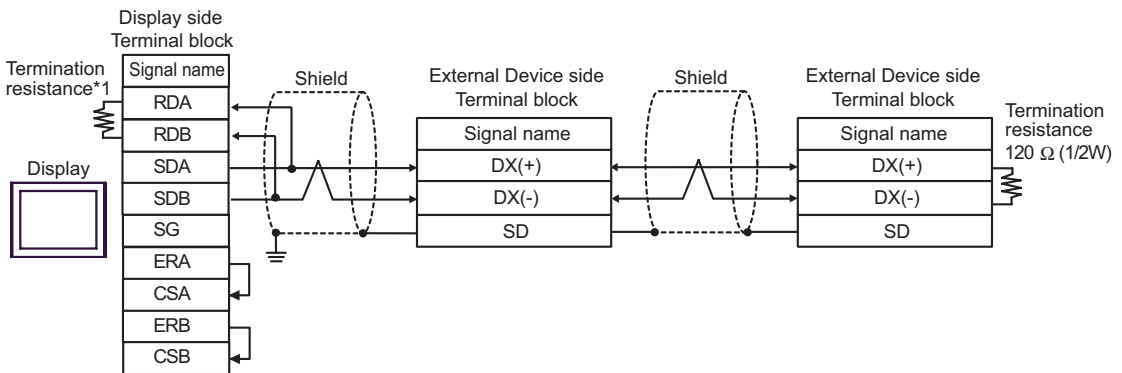 Display side
Terminal block
Termination
resistance*1
Signal name
RDA
RDB
SDA
SDB
SG
ERA
CSA
ERB
CSB
Display
Shield
External Device side
Terminal block
Signal name
DX(+)
DX(-)
SD
Shield
External Device side
Terminal block
Signal name
DX(+)
DX(-)
SD
Termination
resistance
120 Ω (1/2W)